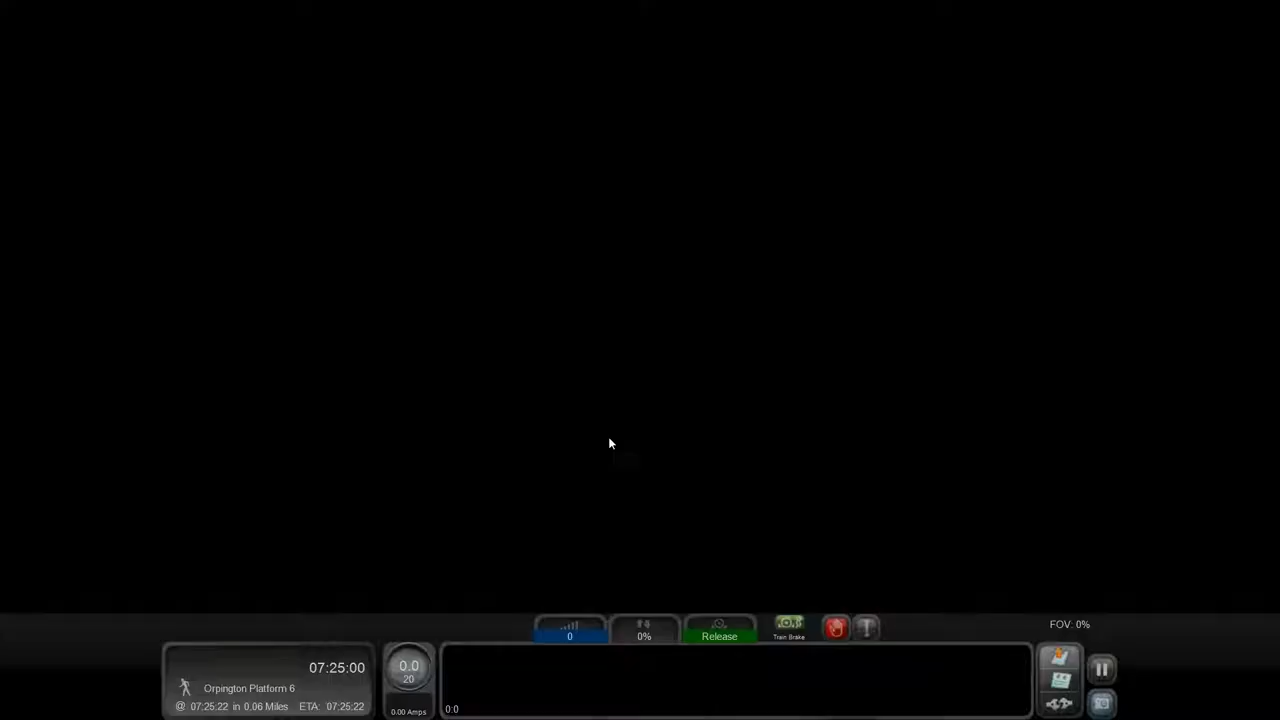 FOV: 0%
0
0%
Release
Train Brake
07:25:00
Orpington Platform 6
@ 07:25:22 in 0.06 Miles ETA: 07:25:22
0.0
20
0.00 Amps
0:0